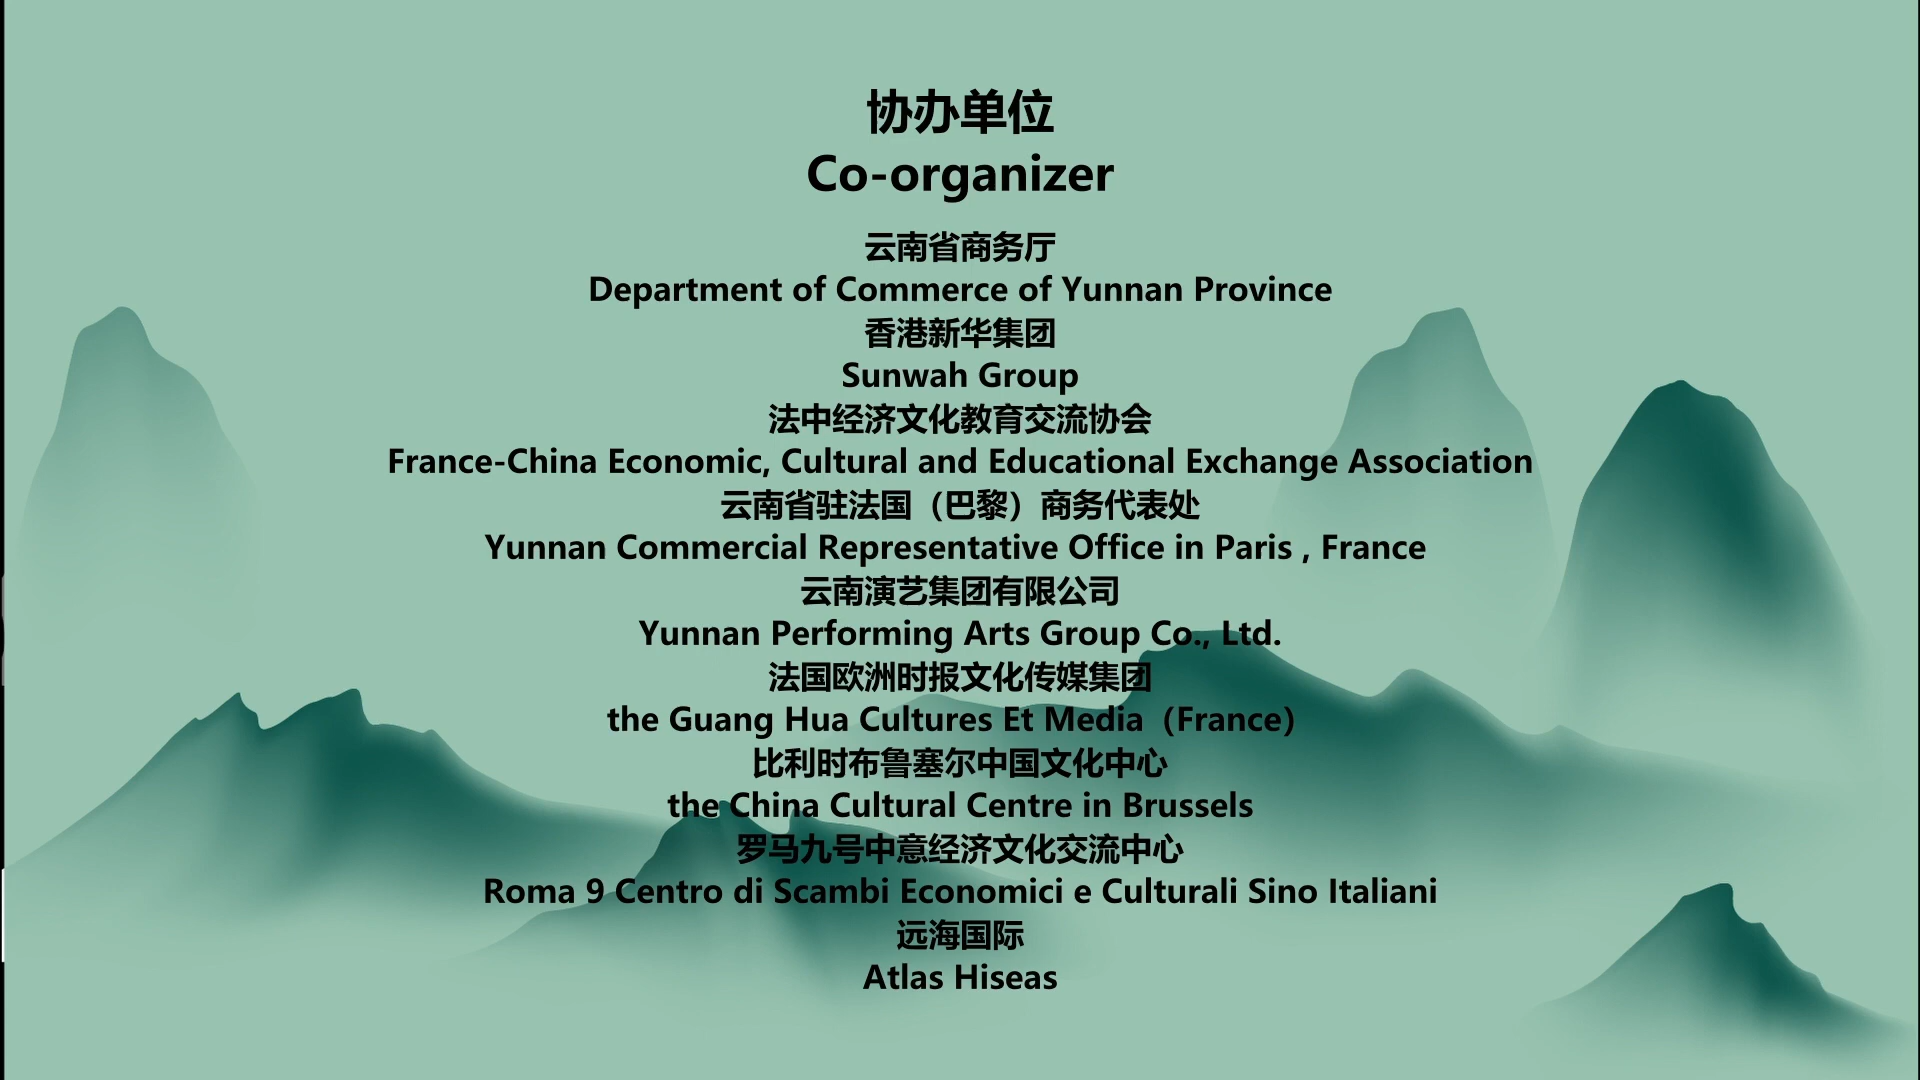 协办单位
Co-organizer
云南省商务厅
Department of Commerce of Yunnan Province
香港新华集团
Sunwah Group
法中经济文化教育交流协会
France-China Economic, Cultural and Educational Exchange Association
云南省驻法国（巴黎）商务代表处
Yunnan Commercial Representative Office in Paris , France
云南演艺集团有限公司
Yunnan Performing Arts Group Co., Ltd.
法国欧洲时报文化传媒集团
the Guang Hua Cultures Et Media（France）
比利时布鲁塞尔中国文化中心
the China Cultural Centre in Brussels
罗马九号中意经济文化交流中心
Roma 9 Centro di Scambi Economici e Culturali Sino Italiani
远海国际
Atlas Hiseas